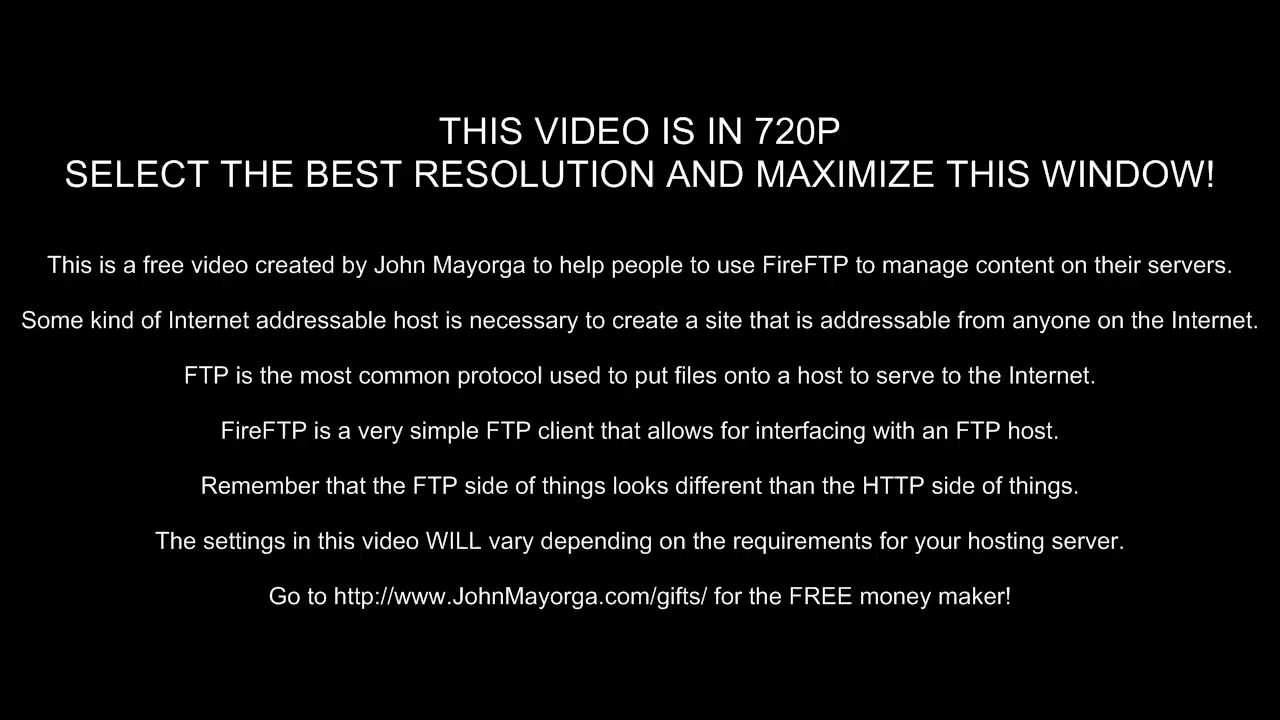 THIS VIDEO IS IN 720P
SELECT THE BEST RESOLUTION AND MAXIMIZE THIS WINDOW!
This is a free video created by John Mayorga to help people to use FireFTP to manage content on their servers.
Some kind of Internet addressable host is necessary to create a site that is addressable from anyone on the Internet.
FTP is the most common protocol used to put files onto a host to serve to the Internet.
FireFTP is a very simple FTP client that allows for interfacing with an FTP host.
Remember that the FTP side of things looks different than the HTTP side of things.
The settings in this video WILL vary depending on the requirements for your hosting server.
Go to http://www.JohnMayorga.com/gifts/ for the FREE money maker!